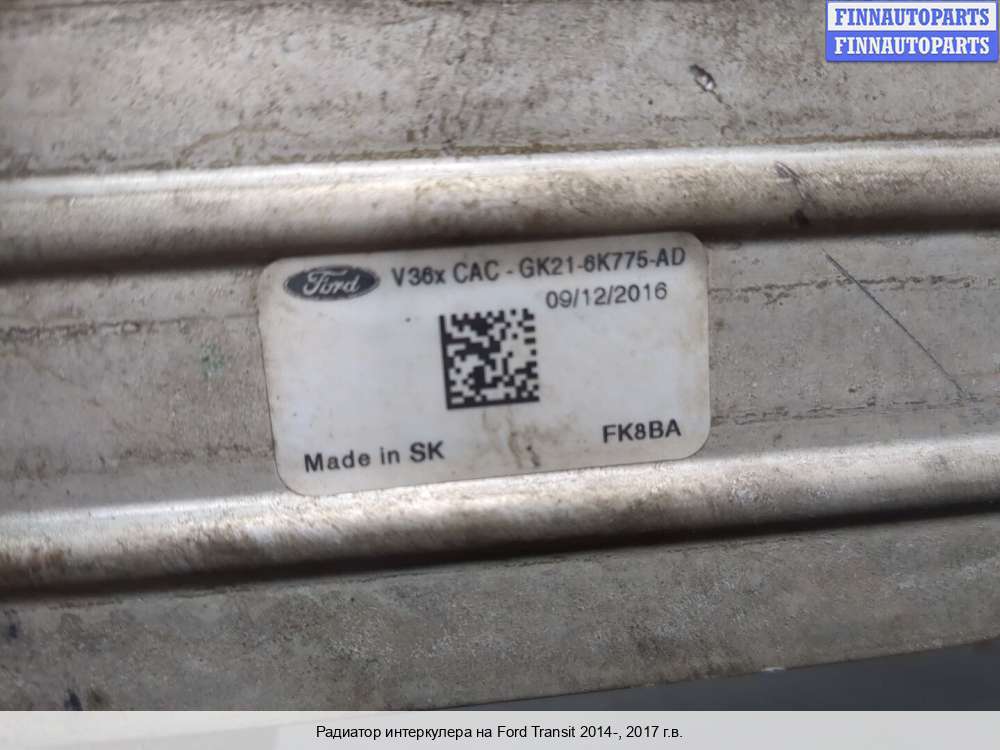 FINNAUTOPARTS
FINNAUTOPARTS
Ford V36x CAC - GK21-6K775-AD
09/12/2016
Made in SK
FK8BA
Радиатор интеркулера на Ford Transit 2014-, 2017 г.в.